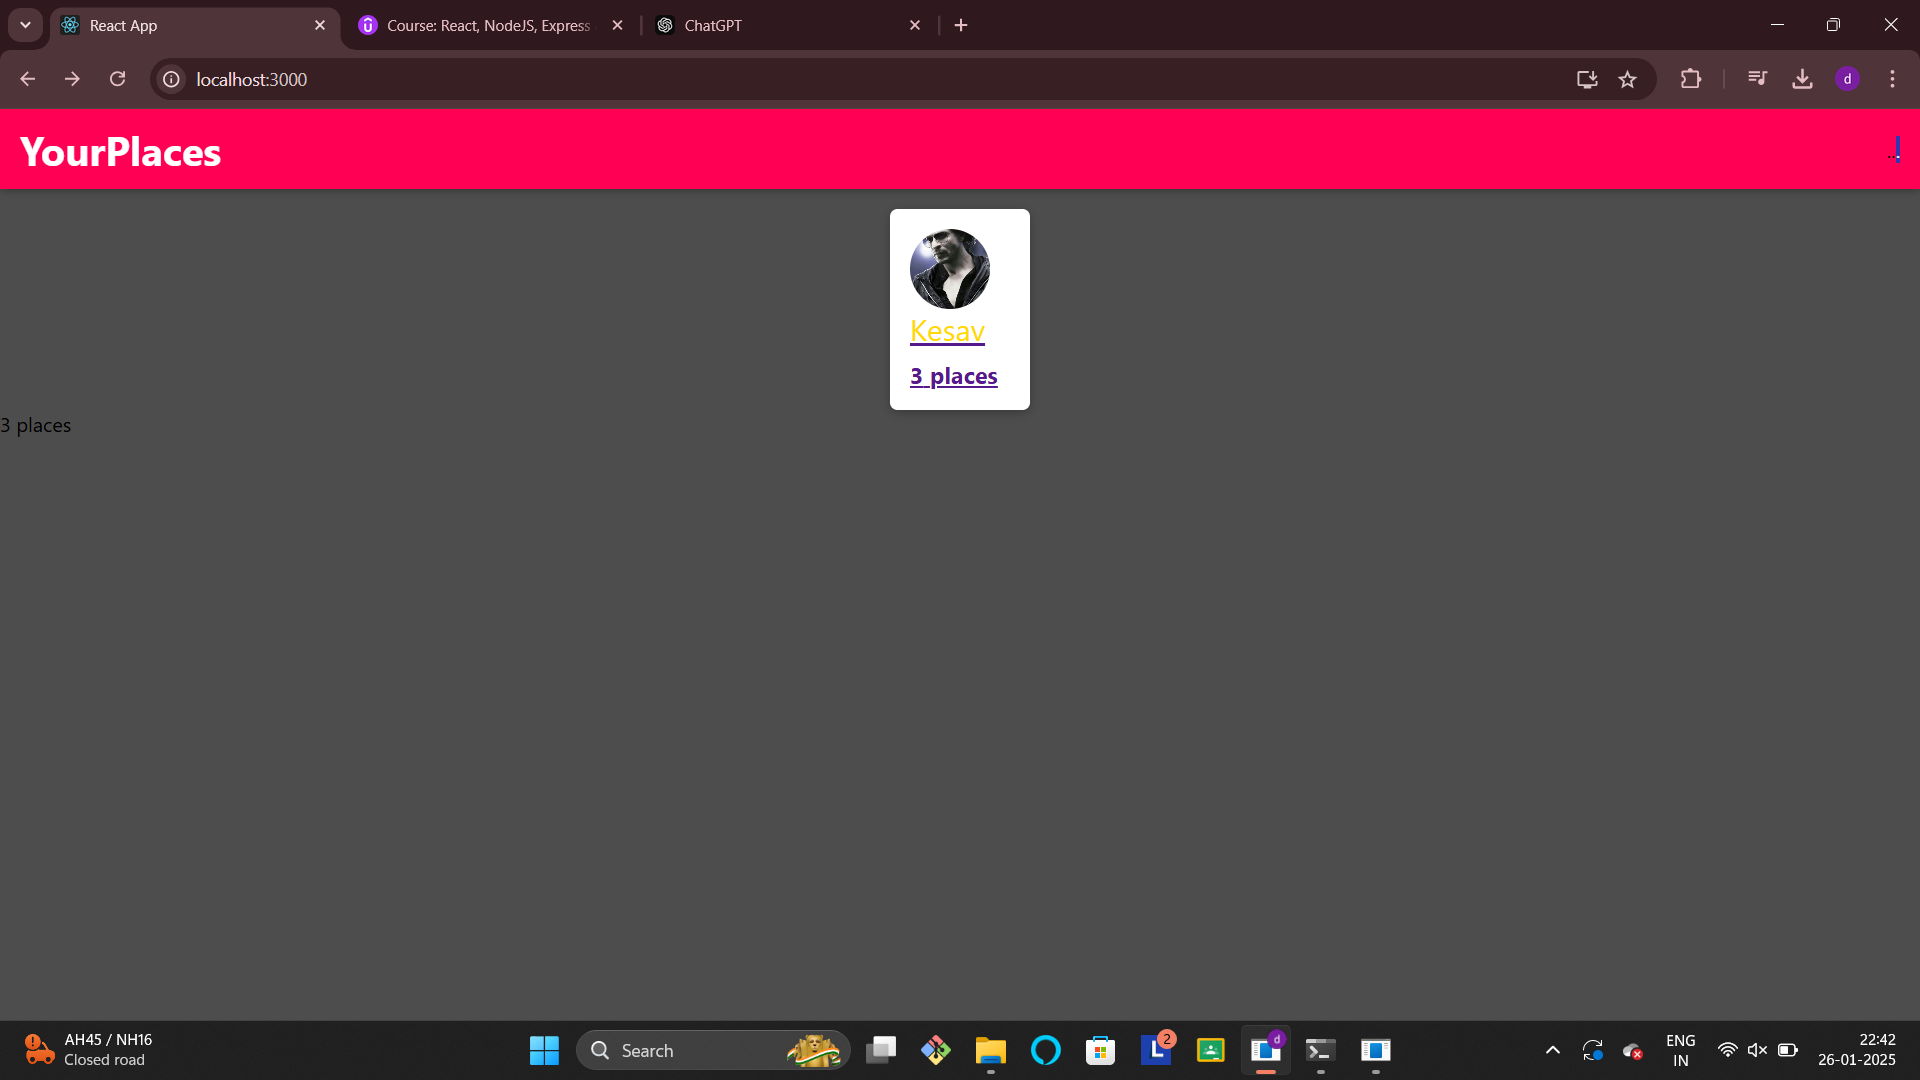 React App
Course: React, NodeJS, Express
ChatGPT
localhost:3000
d
YourPlaces
Kesav
3 places
3 places
AH45 / NH16
Closed road
Search
L
2
d
ENG
IN
22:42
26-01-2025